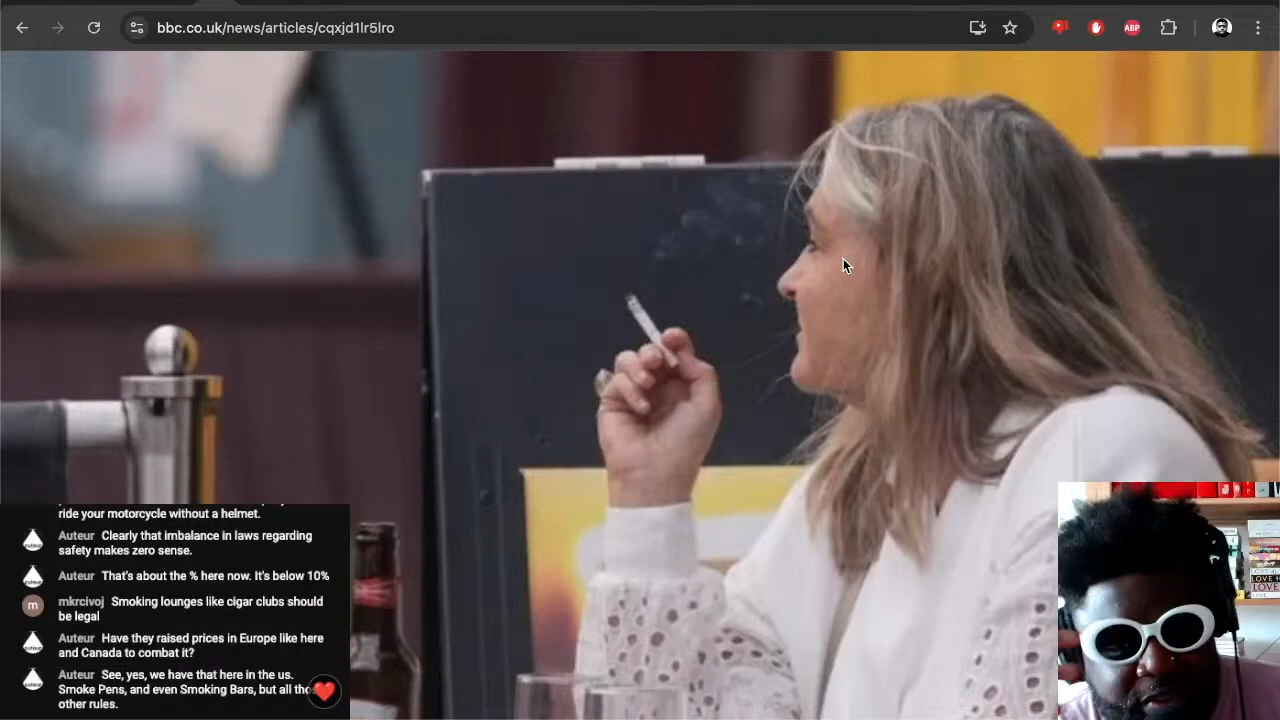 bbc.co.uk/news/articles/cqxjd1lr5lro
ABP
ride your motorcycle without a helmet.
Auteur Clearly that imbalance in laws regarding
safety makes zero sense.
Auteur That's about the % here now. It's below 10%
m mkrcivoj Smoking lounges like cigar clubs should
be legal
Auteur Have they raised prices in Europe like here
and Canada to combat it?
Auteur See, yes, we have that here in the us.
Smoke Pens, and even Smoking Bars, but all
other rules.